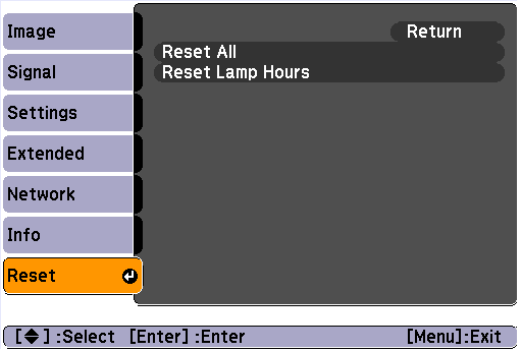 Image
Signal
Settings
Extended
Network
Info
Reset
Return
Reset All
Reset Lamp Hours
[ ] :Select [Enter] :Enter [Menu]:Exit